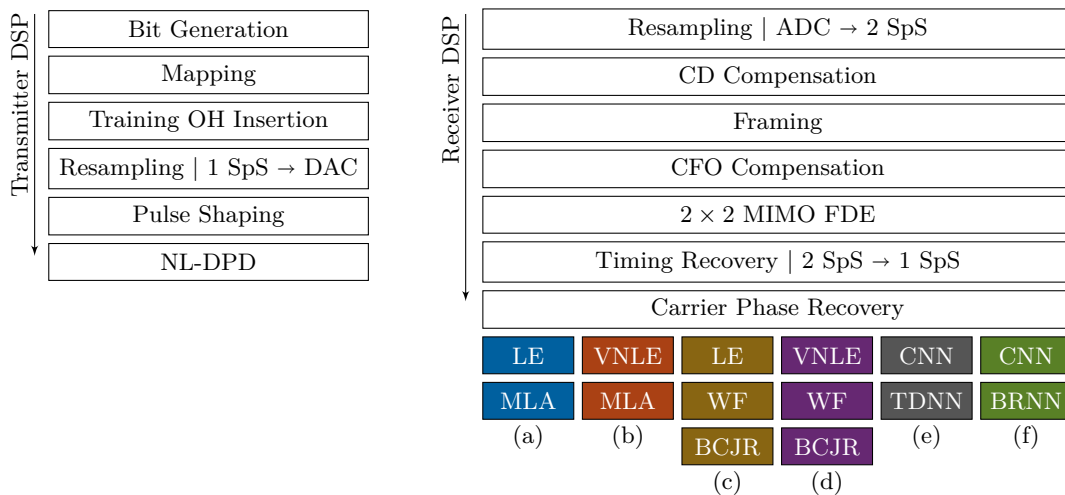 Transmitter DSP
Bit Generation
Mapping
Training OH Insertion
Resampling | 1 SpS → DAC
Pulse Shaping
NL-DPD
Receiver DSP
Resampling | ADC → 2 SpS
CD Compensation
Framing
CFO Compensation
2 × 2 MIMO FDE
Timing Recovery | 2 SpS → 1 SpS
Carrier Phase Recovery
LE VNLE LE VNLE CNN CNN
MLA MLA WF WF TDNN BRNN
(a) (b) BCJR BCJR (e) (f)
(c) (d)